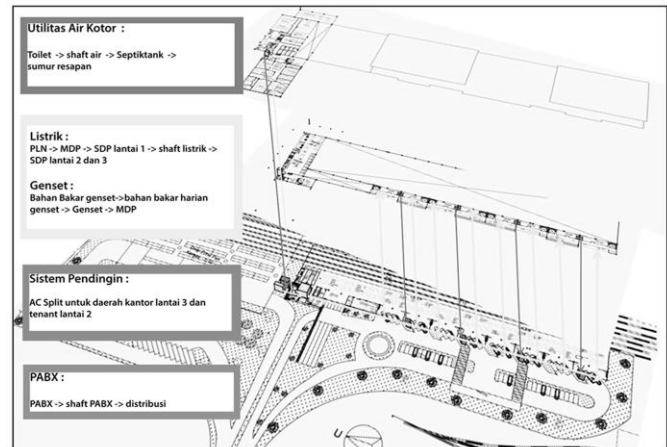 Utilitas Air Kotor :
Toilet -> shaft air -> Septiktank ->
sumur resapan
Listrik :
PLN -> MDP -> SDP lantai 1 -> shaft listrik ->
SDP lantai 2 dan 3
Genset :
Bahan Bakar genset->bahan bakar harian
genset -> Genset -> MDP
Sistem Pendingin :
AC Split untuk daerah kantor lantai 3 dan
tenant lantai 2
PABX :
PABX -> shaft PABX -> distribusi
U